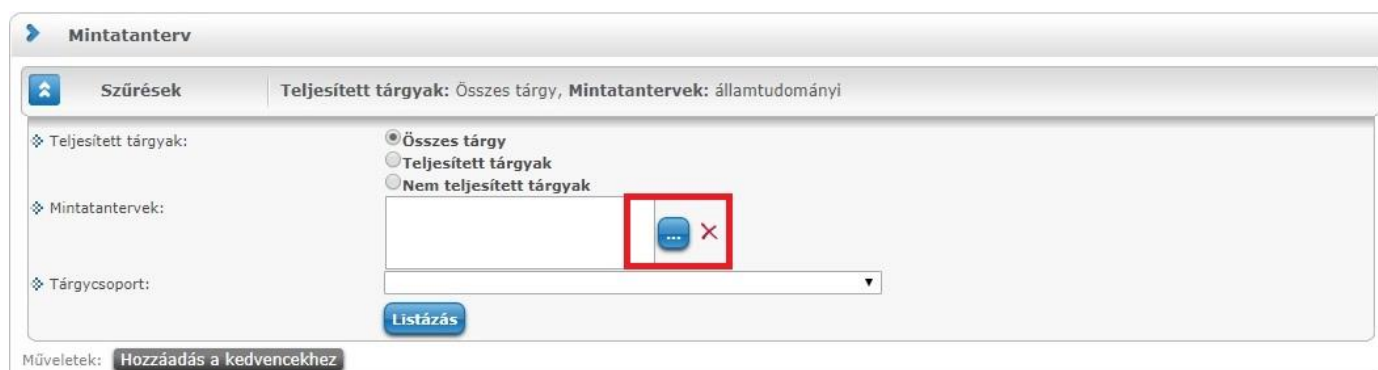 Mintatanterv
Szűrések Teljesített tárgyak: Összes tárgy, Mintatantervek: államtudományi
Teljesített tárgyak: Összes tárgy
Teljesített tárgyak
Nem teljesített tárgyak
Mintatantervek:
...
Tárgycsoport:
Listázás
Műveletek: Hozzáadás a kedvencekhez